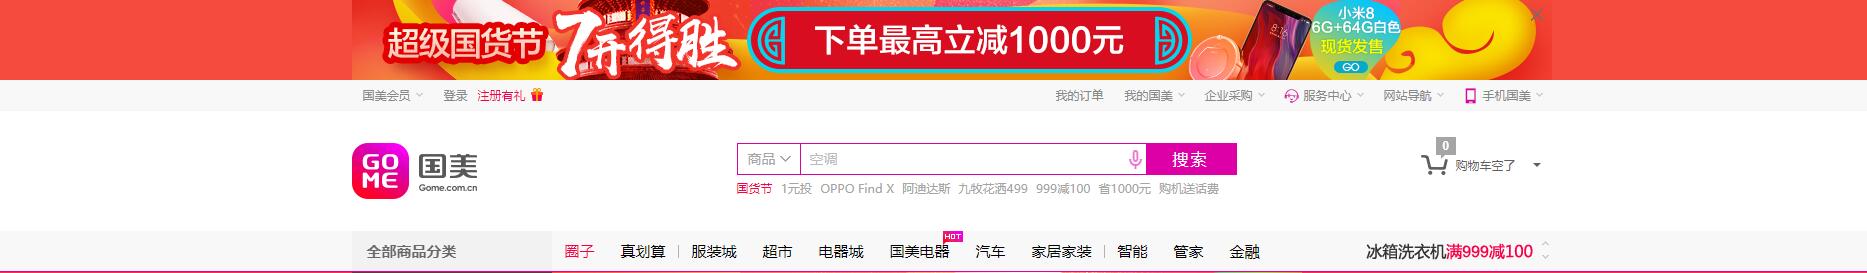 超级国货节 7开得胜 下单最高立减1000元 小米8
6G+64G白色
现货发售
GO
国美会员 登录 注册有礼 我的订单 我的国美 企业采购 服务中心 网站导航 手机国美
GO
ME
国美
Gome.com.cn
商品 空调 搜索
0
购物车空了
国货节 1元投 OPPO Find X 阿迪达斯 九牧花洒499 999减100 省1000元 购机送话费
HOT
全部商品分类 圈子 真划算 服装城 超市 电器城 国美电器 汽车 家居家装 智能 管家 金融 冰箱洗衣机满999减100